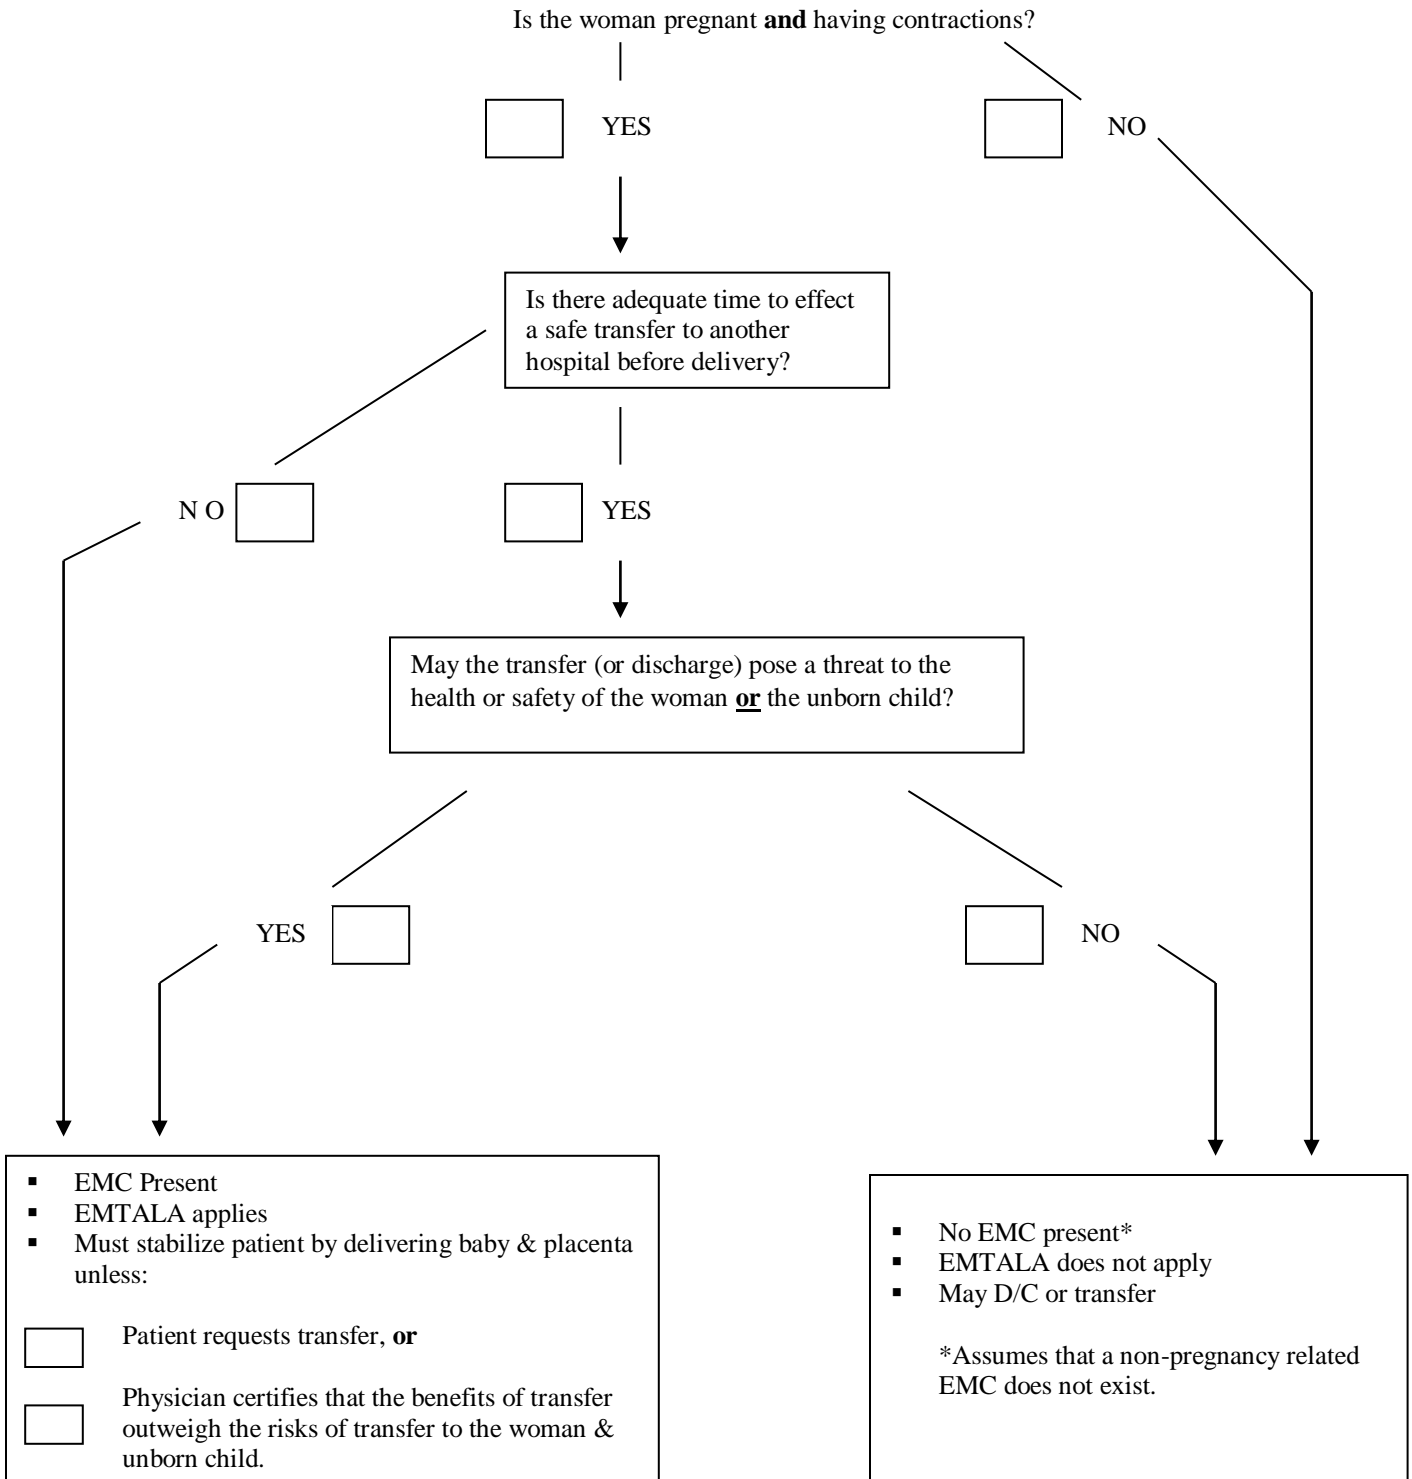 Is the woman pregnant and having contractions?
YES
NO
Is there adequate time to effect
a safe transfer to another
hospital before delivery?
N O
YES
May the transfer (or discharge) pose a threat to the
health or safety of the woman or the unborn child?
YES
NO
▪ EMC Present
▪ EMTALA applies
▪ Must stabilize patient by delivering baby & placenta
unless:
Patient requests transfer, or
Physician certifies that the benefits of transfer
outweigh the risks of transfer to the woman &
unborn child.
▪ No EMC present*
▪ EMTALA does not apply
▪ May D/C or transfer
*Assumes that a non-pregnancy related
EMC does not exist.